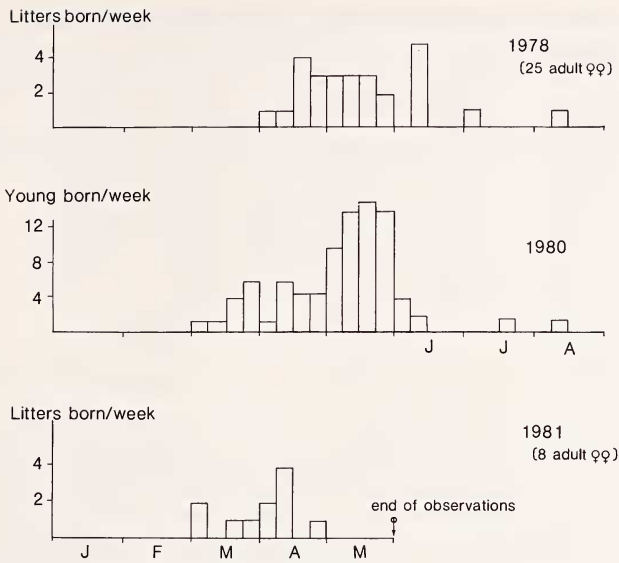 Litters born/week
4
2
1978
(25 adult ♀♀)
Young born/week
12
8
4
1980
J J A
Litters born/week
4
2
1981
(8 adult ♀♀)
end of observations
J F M A M